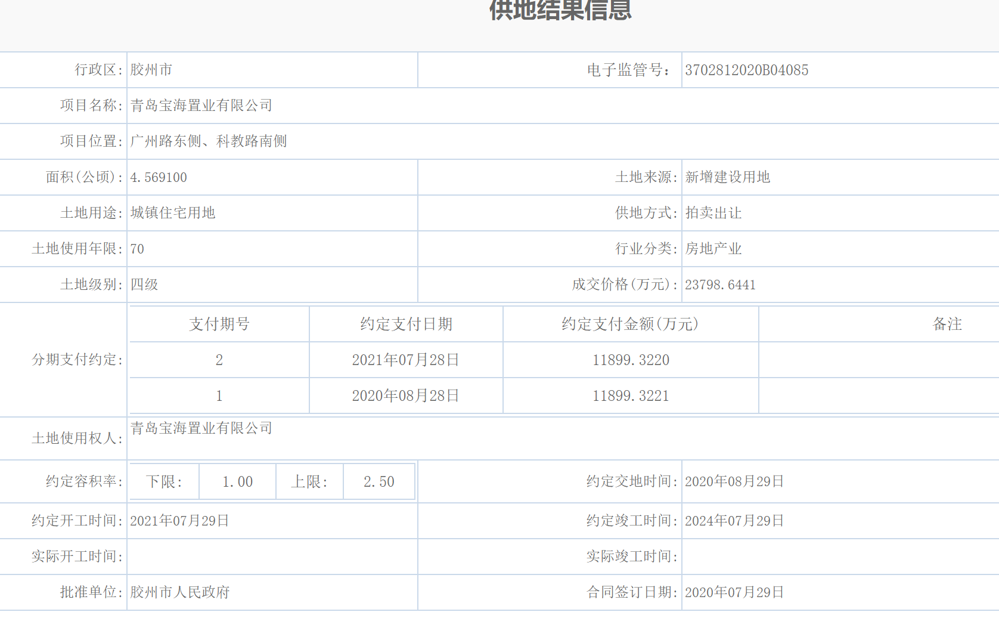 供地结果信息
行政区: 胶州市 电子监管号: 3702812020B04085
项目名称: 青岛宝海置业有限公司
项目位置: 广州路东侧、科教路南侧
面积(公顷): 4.569100 土地来源: 新增建设用地
土地用途: 城镇住宅用地 供地方式: 拍卖出让
土地使用年限: 70 行业分类: 房地产业
土地级别: 四级 成交价格(万元): 23798.6441
支付期号 约定支付日期 约定支付金额(万元) 备注
分期支付约定: 2 2021年07月28日 11899.3220
1 2020年08月28日 11899.3221
土地使用权人: 青岛宝海置业有限公司
约定容积率: 下限: 1.00 上限: 2.50 约定交地时间: 2020年08月29日
约定开工时间: 2021年07月29日 约定竣工时间: 2024年07月29日
实际开工时间: 实际竣工时间:
批准单位: 胶州市人民政府 合同签订日期: 2020年07月29日